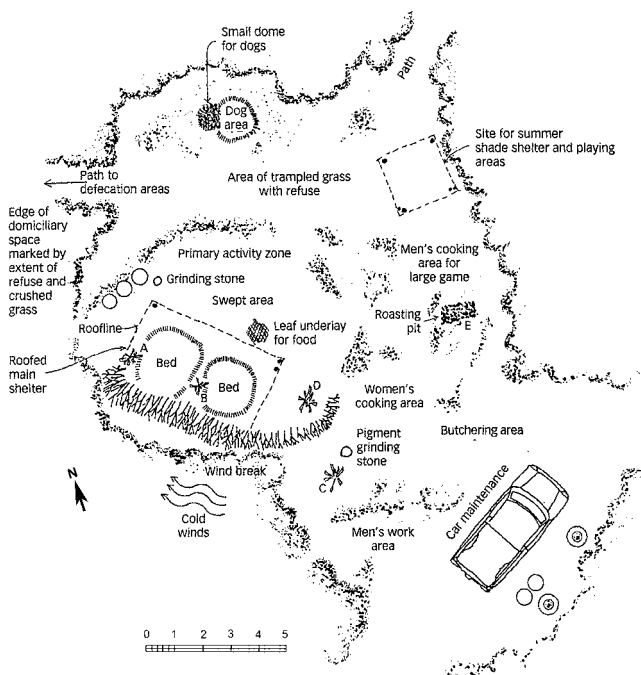 Small dome
for dogs
Path
Dog
area
Site for summer
shade shelter and playing
areas
Path to
defecation areas
Area of trampled grass
with refuse
Edge of
domiciliary
space
marked by
extent of
refuse and
crushed
grass
Primary activity zone
Men's cooking
area for
large game
Grinding stone
Swept area
Roasting
pit
E
Roofline
Leaf underlay
for food
Roofed
main
shelter
A
Bed
Bed
B
D
Women's
cooking area
Butchering area
Pigment
grinding
stone
C
N
Wind break
Cold
winds
Men's work
area
Car maintenance
0 1 2 3 4 5